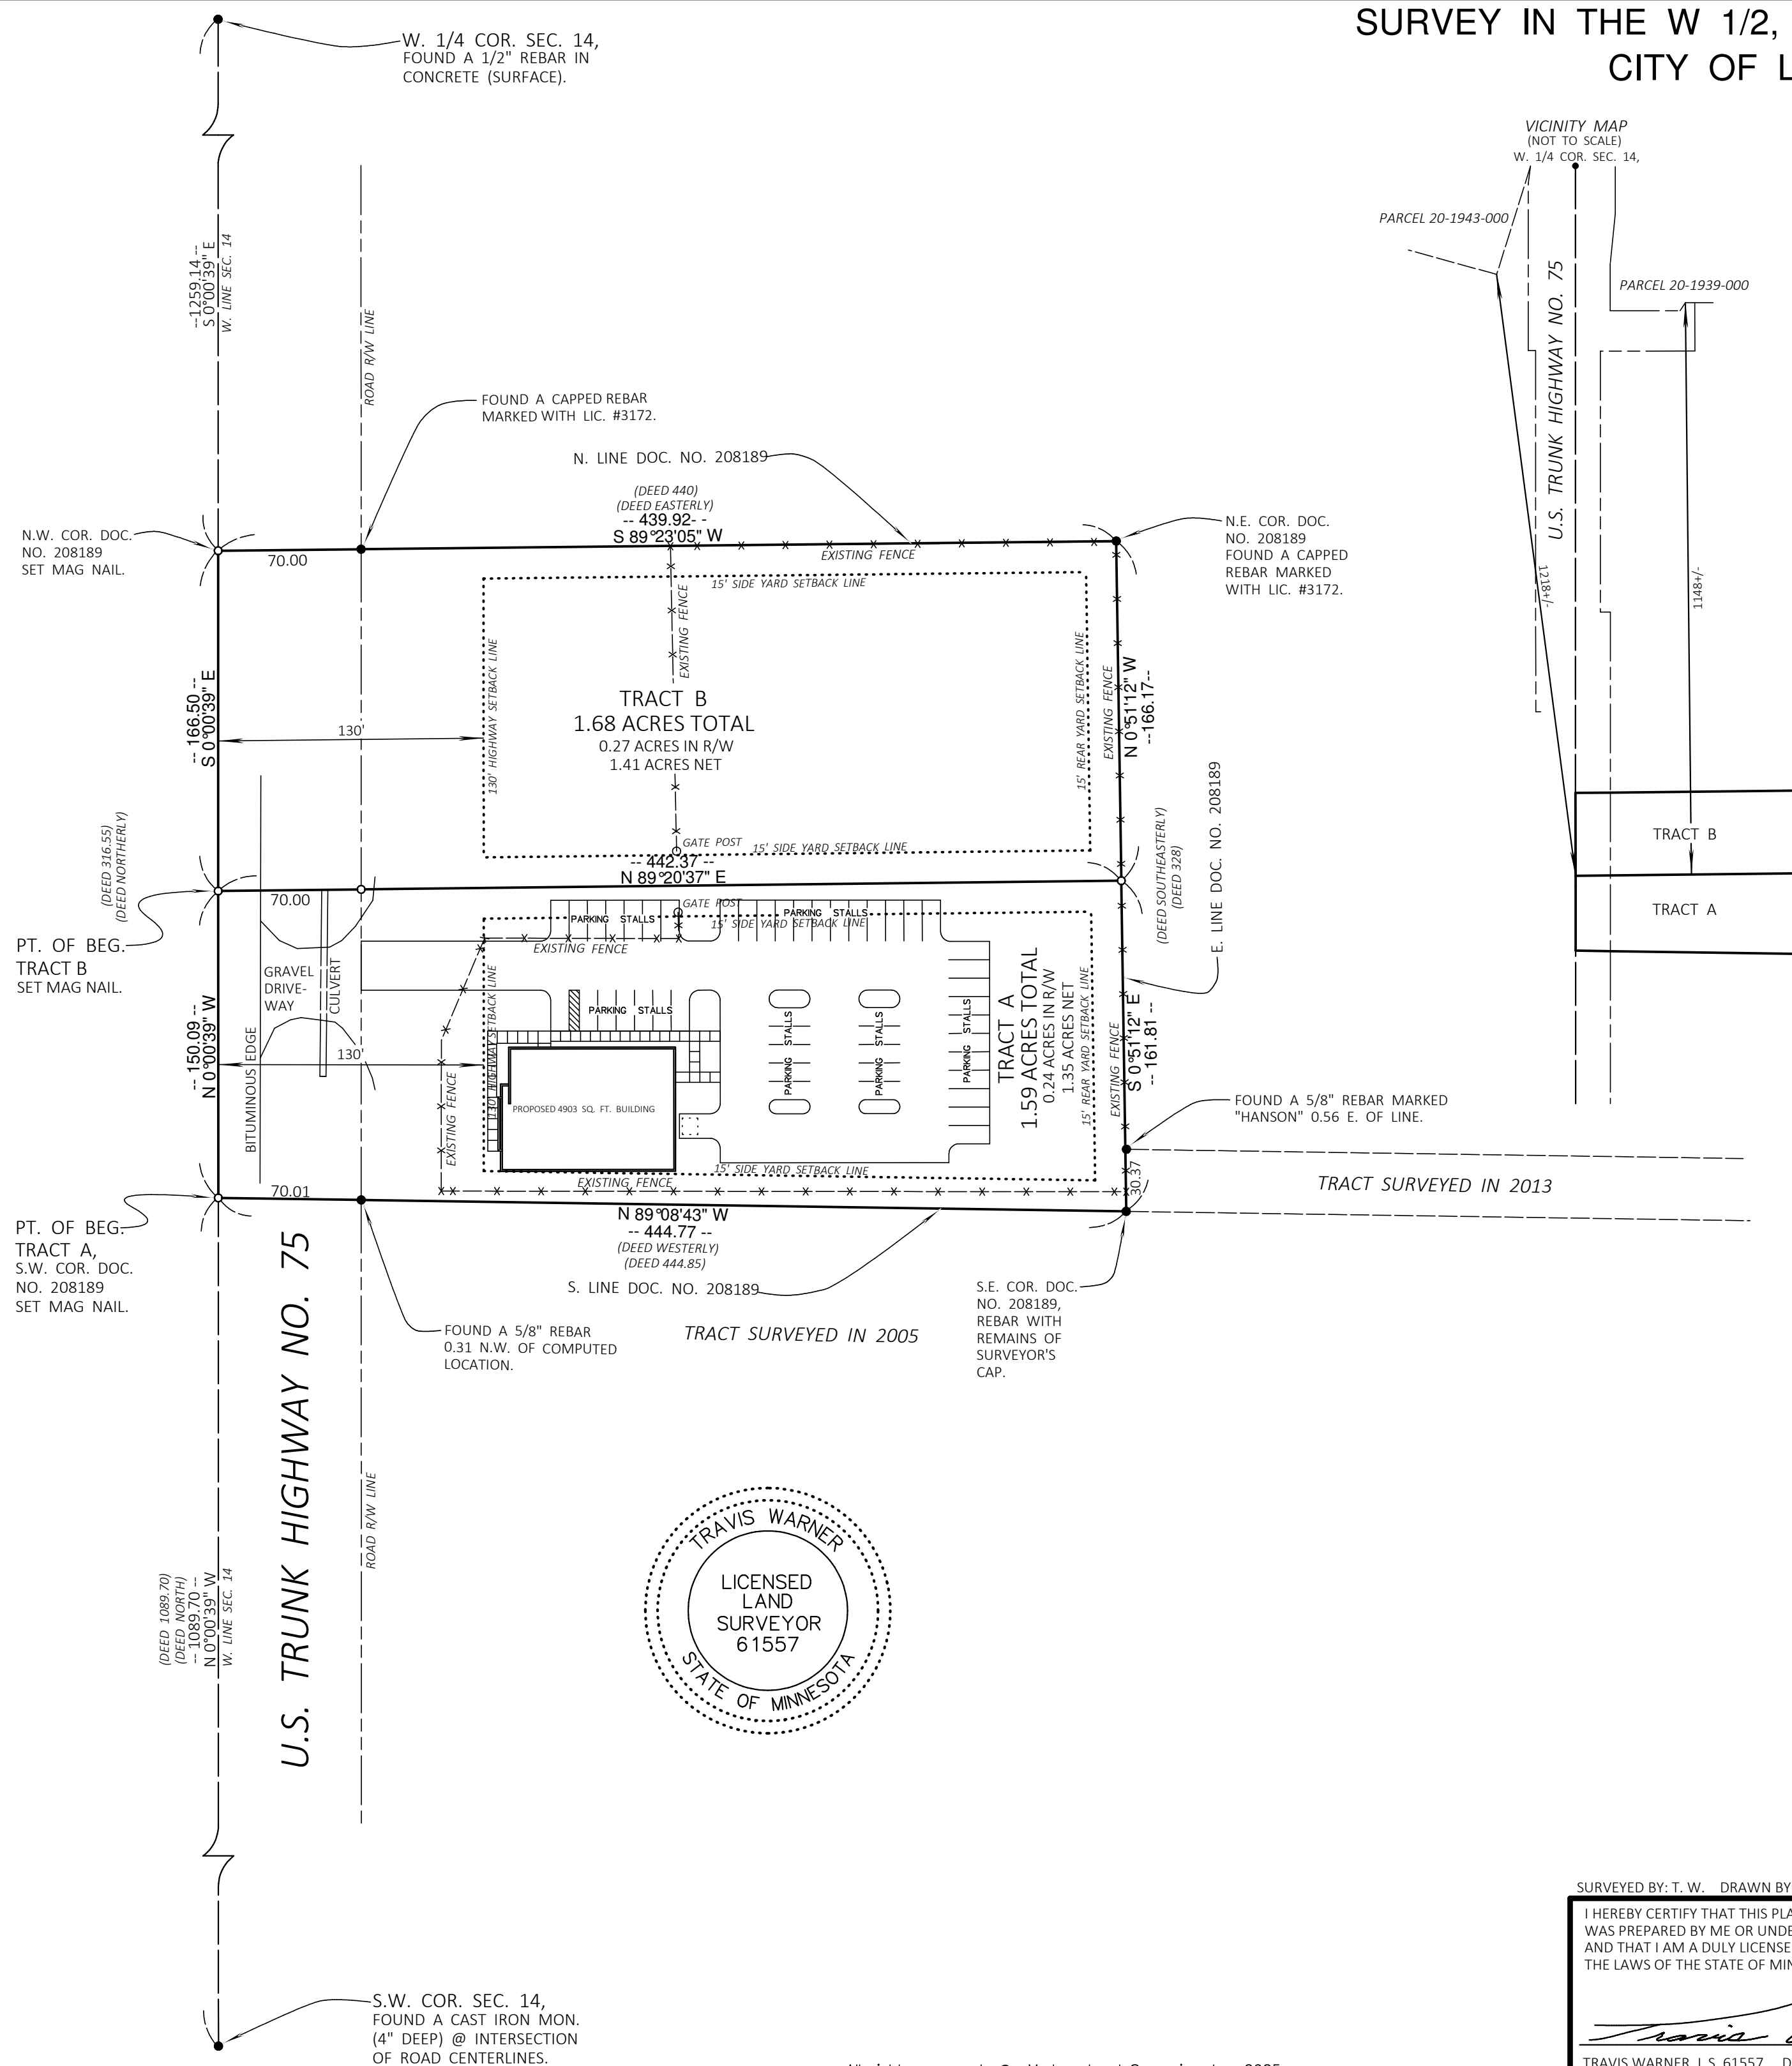 SURVEY IN THE W 1/2,
CITY OF L
W. 1/4 COR. SEC. 14,
FOUND A 1/2" REBAR IN
CONCRETE (SURFACE).
VICINITY MAP
(NOT TO SCALE)
W. 1/4 COR. SEC. 14,
PARCEL 20-1943-000
PARCEL 20-1939-000
U.S. TRUNK HIGHWAY NO. 75
1218+/-
1148+/-
TRACT B
TRACT A
--1259.14--
S 0°00'39" E
W. LINE SEC. 14
ROAD R/W LINE
FOUND A CAPPED REBAR
MARKED WITH LIC. #3172.
N. LINE DOC. NO. 208189
(DEED 440)
(DEED EASTERLY)
-- 439.92- -
S 89°23'05" W
EXISTING FENCE
N.W. COR. DOC.
NO. 208189
SET MAG NAIL.
70.00
N.E. COR. DOC.
NO. 208189
FOUND A CAPPED
REBAR MARKED
WITH LIC. #3172.
15' SIDE YARD SETBACK LINE
EXISTING FENCE
130' HIGHWAY SETBACK LINE
15' REAR YARD SETBACK LINE
EXISTING FENCE
N 0°51'12" W
--166.17--
-- 166.50 --
S 0°00'39" E
130'
TRACT B
1.68 ACRES TOTAL
0.27 ACRES IN R/W
1.41 ACRES NET
GATE POST
15' SIDE YARD SETBACK LINE
-- 442.37 --
N 89°20'37" E
(DEED 316.55)
(DEED NORTHERLY)
(DEED SOUTHEASTERLY)
(DEED 328)
E. LINE DOC. NO. 208189
70.00
PT. OF BEG.
TRACT B
SET MAG NAIL.
GATE POST
PARKING STALLS
PARKING STALLS
15' SIDE YARD SETBACK LINE
EXISTING FENCE
GRAVEL
DRIVE-
WAY
CULVERT
BITUMINOUS EDGE
-- 150.09 --
N 0°00'39" W
130'
EXISTING FENCE
130' HIGHWAY SETBACK LINE
PARKING STALLS
PARKING STALLS
PARKING STALLS
PARKING STALLS
PROPOSED 4903 SQ. FT. BUILDING
TRACT A
1.59 ACRES TOTAL
0.24 ACRES IN R/W
1.35 ACRES NET
15' REAR YARD SETBACK LINE
EXISTING FENCE
S 0°51'12" E
-- 161.81 --
FOUND A 5/8" REBAR MARKED
"HANSON" 0.56 E. OF LINE.
30.37
TRACT SURVEYED IN 2013
15' SIDE YARD SETBACK LINE
EXISTING FENCE
70.01
N 89°08'43" W
-- 444.77 --
(DEED WESTERLY)
(DEED 444.85)
S. LINE DOC. NO. 208189
PT. OF BEG.
TRACT A,
S.W. COR. DOC.
NO. 208189
SET MAG NAIL.
S.E. COR. DOC.
NO. 208189,
REBAR WITH
REMAINS OF
SURVEYOR'S
CAP.
FOUND A 5/8" REBAR
0.31 N.W. OF COMPUTED
LOCATION.
TRACT SURVEYED IN 2005
U.S. TRUNK HIGHWAY NO. 75
ROAD R/W LINE
(DEED 1089.70)
(DEED NORTH)
-- 1089.70 --
N 0°00'39" W
W. LINE SEC. 14
TRAVIS WARNER
LICENSED
LAND
SURVEYOR
61557
STATE OF MINNESOTA
S.W. COR. SEC. 14,
FOUND A CAST IRON MON.
(4" DEEP) @ INTERSECTION
OF ROAD CENTERLINES.
SURVEYED BY: T. W. DRAWN BY
I HEREBY CERTIFY THAT THIS PLA
WAS PREPARED BY ME OR UNDE
AND THAT I AM A DULY LICENSE
THE LAWS OF THE STATE OF MI
Travis
TRAVIS WARNER L.S. 61557